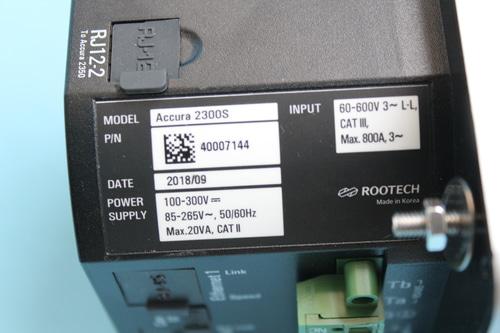 RJ12-2
To Accura 2350
MODEL Accura 2300S
P/N 40007144
DATE 2018/09
POWER SUPPLY 100-300V⎓
85-265V~, 50/60Hz
Max.20VA, CAT II
INPUT 60-600V 3~ L-L,
CAT III,
Max. 800A, 3~
ROOTECH
Made in Korea
Ethernet 1
Link
Speed
Tb
Ta